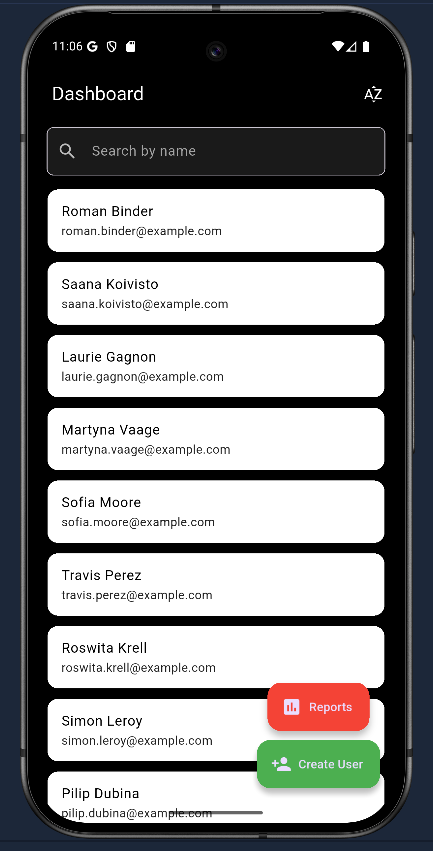 11:06
Dashboard
AZ
Search by name
Roman Binder
roman.binder@example.com
Saana Koivisto
saana.koivisto@example.com
Laurie Gagnon
laurie.gagnon@example.com
Martyna Vaage
martyna.vaage@example.com
Sofia Moore
sofia.moore@example.com
Travis Perez
travis.perez@example.com
Roswita Krell
roswita.krell@example.com
Reports
Simon Leroy
simon.leroy@example.com
Create User
Pilip Dubina
pilip.dubina@example.com